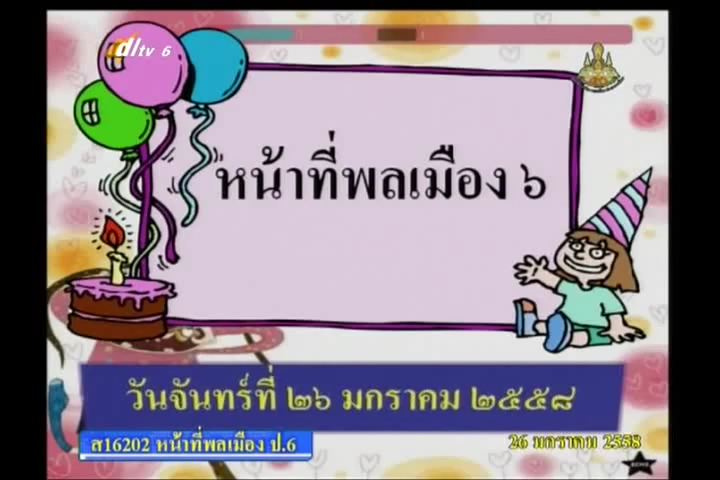 dltv 6
หน้าที่พลเมือง ๖
วันจันทร์ที่ ๒๖ มกราคม ๒๕๕๘
ส16202 หน้าที่พลเมือง ป.6
26 มกราคม 2558